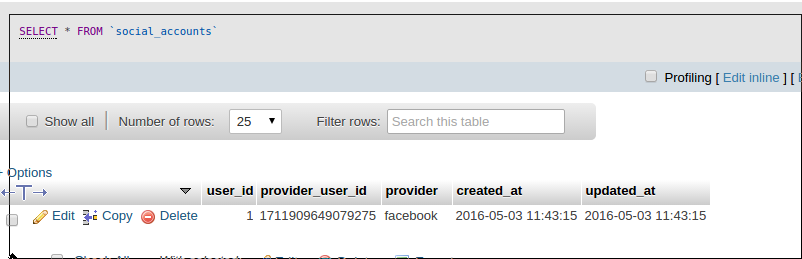 SELECT * FROM `social_accounts`
Profiling [ Edit inline ] [
Show all Number of rows: 25 Filter rows: Search this table
+ Options
user_id provider_user_id provider created_at updated_at
Edit Copy Delete 1 1711909649079275 facebook 2016-05-03 11:43:15 2016-05-03 11:43:15